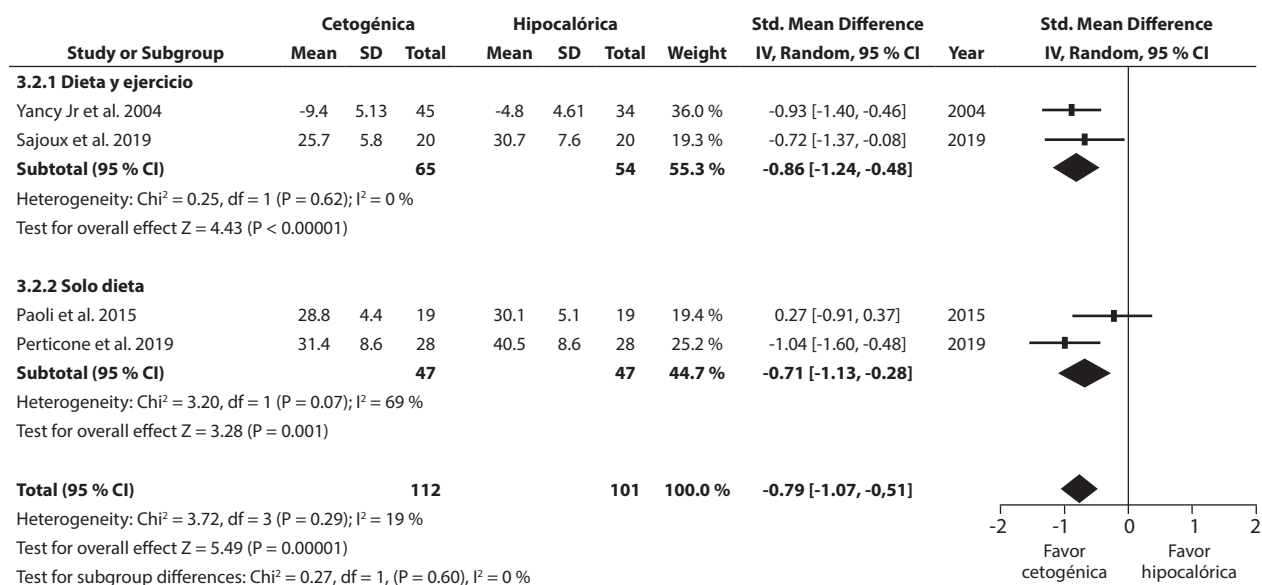 Cetogénica Hipocalórica Std. Mean Difference Std. Mean Difference
Study or Subgroup Mean SD Total Mean SD Total Weight IV, Random, 95 % CI Year IV, Random, 95 % CI
3.2.1 Dieta y ejercicio
Yancy Jr et al. 2004 -9.4 5.13 45 -4.8 4.61 34 36.0 % -0.93 [-1.40, -0.46] 2004
Sajoux et al. 2019 25.7 5.8 20 30.7 7.6 20 19.3 % -0.72 [-1.37, -0.08] 2019
Subtotal (95 % CI) 65 54 55.3 % -0.86 [-1.24, -0.48]
Heterogeneity: Chi² = 0.25, df = 1 (P = 0.62); I² = 0 %
Test for overall effect Z = 4.43 (P < 0.00001)
3.2.2 Solo dieta
Paoli et al. 2015 28.8 4.4 19 30.1 5.1 19 19.4 % 0.27 [-0.91, 0.37] 2015
Perticone et al. 2019 31.4 8.6 28 40.5 8.6 28 25.2 % -1.04 [-1.60, -0.48] 2019
Subtotal (95 % CI) 47 47 44.7 % -0.71 [-1.13, -0.28]
Heterogeneity: Chi² = 3.20, df = 1 (P = 0.07); I² = 69 %
Test for overall effect Z = 3.28 (P = 0.001)
Total (95 % CI) 112 101 100.0 % -0.79 [-1.07, -0,51]
Heterogeneity: Chi² = 3.72, df = 3 (P = 0.29); I² = 19 %
Test for overall effect Z = 5.49 (P = 0.00001)
Test for subgroup differences: Chi² = 0.27, df = 1, (P = 0.60), I² = 0 %
-2 -1 0 1 2
Favor Favor
cetogénica hipocalórica